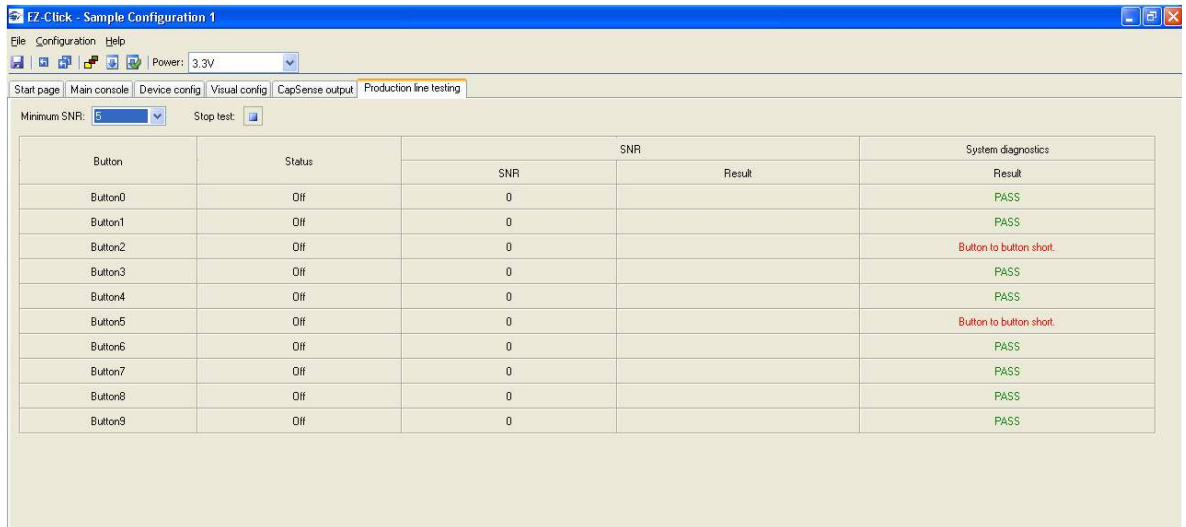 EZ-Click - Sample Configuration 1
File Configuration Help
Power: 3.3V
Start page Main console Device config Visual config CapSense output Production line testing
Minimum SNR: 5 Stop test:
Button Status SNR System diagnostics
SNR Result Result
Button0 Off 0 PASS
Button1 Off 0 PASS
Button2 Off 0 Button to button short.
Button3 Off 0 PASS
Button4 Off 0 PASS
Button5 Off 0 Button to button short.
Button6 Off 0 PASS
Button7 Off 0 PASS
Button8 Off 0 PASS
Button9 Off 0 PASS